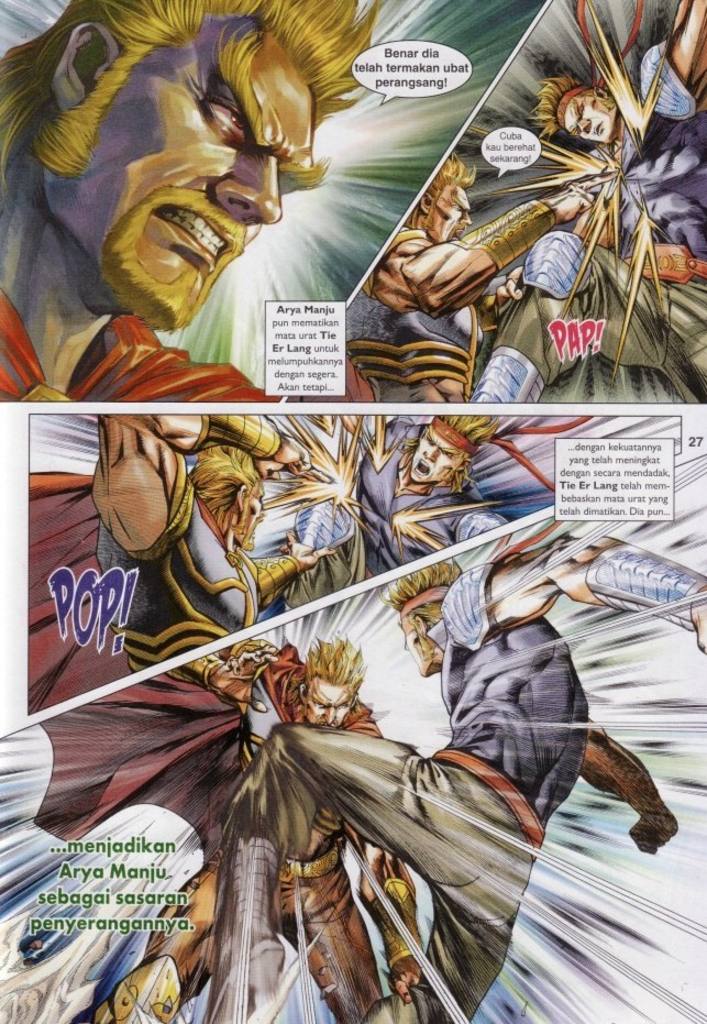 Benar dia
telah termakan ubat
perangsang!
Cuba
kau berehat
sekarang!
Arya Manju
pun mematikan
mata urat Tie
Er Lang untuk
melumpuhkannya
dengan segera.
Akan tetapi...
PAP!
27
...dengan kekuatannya
yang telah meningkat
dengan secara mendadak,
Tie Er Lang telah mem-
bebaskan mata urat yang
telah dimatikan. Dia pun...
POP!
...menjadikan
Arya Manju
sebagai sasaran
penyerangannya.